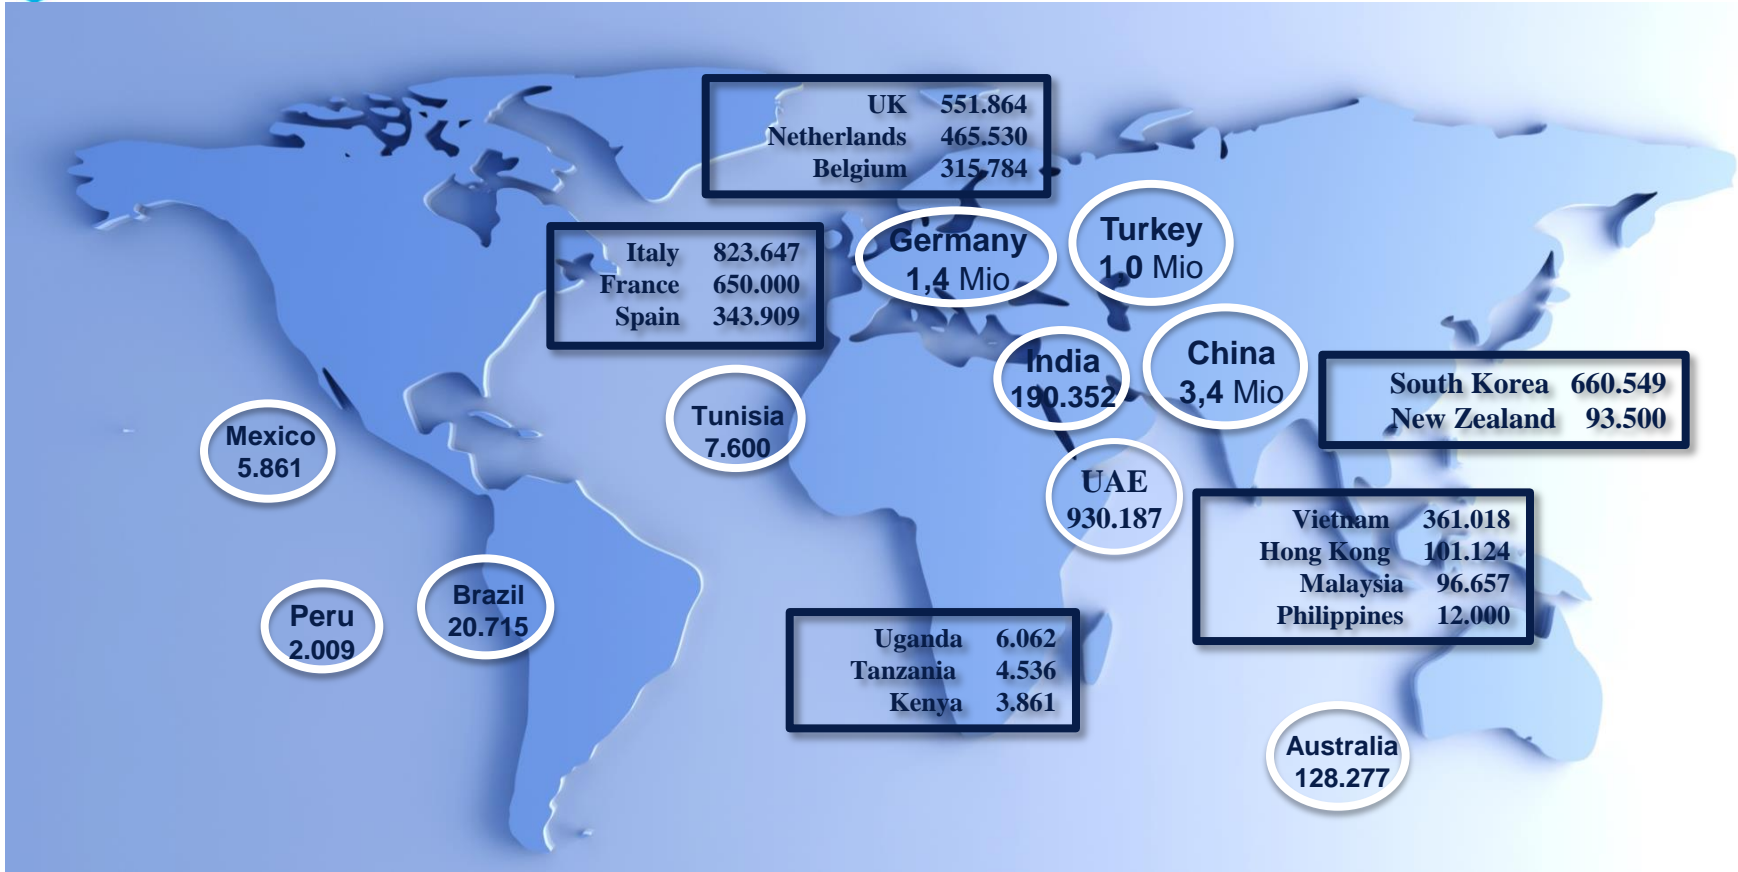 UK 551.864
Netherlands 465.530
Belgium 315.784
Italy 823.647
France 650.000
Spain 343.909
Germany
1,4 Mio
Turkey
1,0 Mio
India
190.352
China
3,4 Mio
South Korea 660.549
New Zealand 93.500
Tunisia
7.600
Mexico
5.861
UAE
930.187
Vietnam 361.018
Hong Kong 101.124
Malaysia 96.657
Philippines 12.000
Peru
2.009
Brazil
20.715
Uganda 6.062
Tanzania 4.536
Kenya 3.861
Australia
128.277